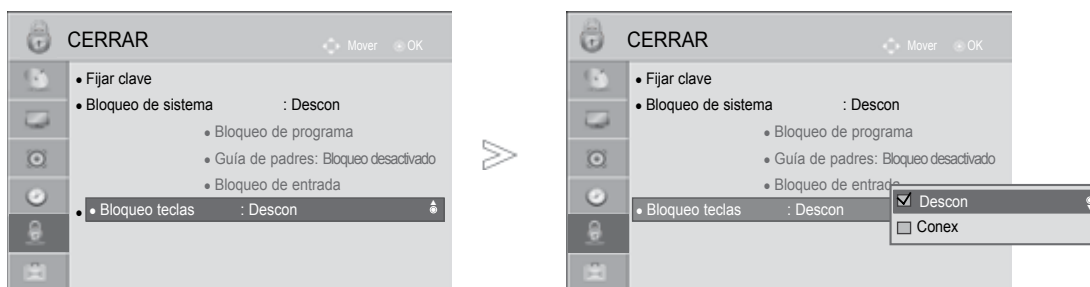 CERRAR Mover OK
• Fijar clave
• Bloqueo de sistema : Descon
• Bloqueo de programa
• Guía de padres: Bloqueo desactivado
• Bloqueo de entrada
• • Bloqueo teclas : Descon
CERRAR Mover OK
• Fijar clave
• Bloqueo de sistema : Descon
• Bloqueo de programa
• Guía de padres: Bloqueo desactivado
• Bloqueo de entrada
• Bloqueo teclas : Descon
Descon
Conex